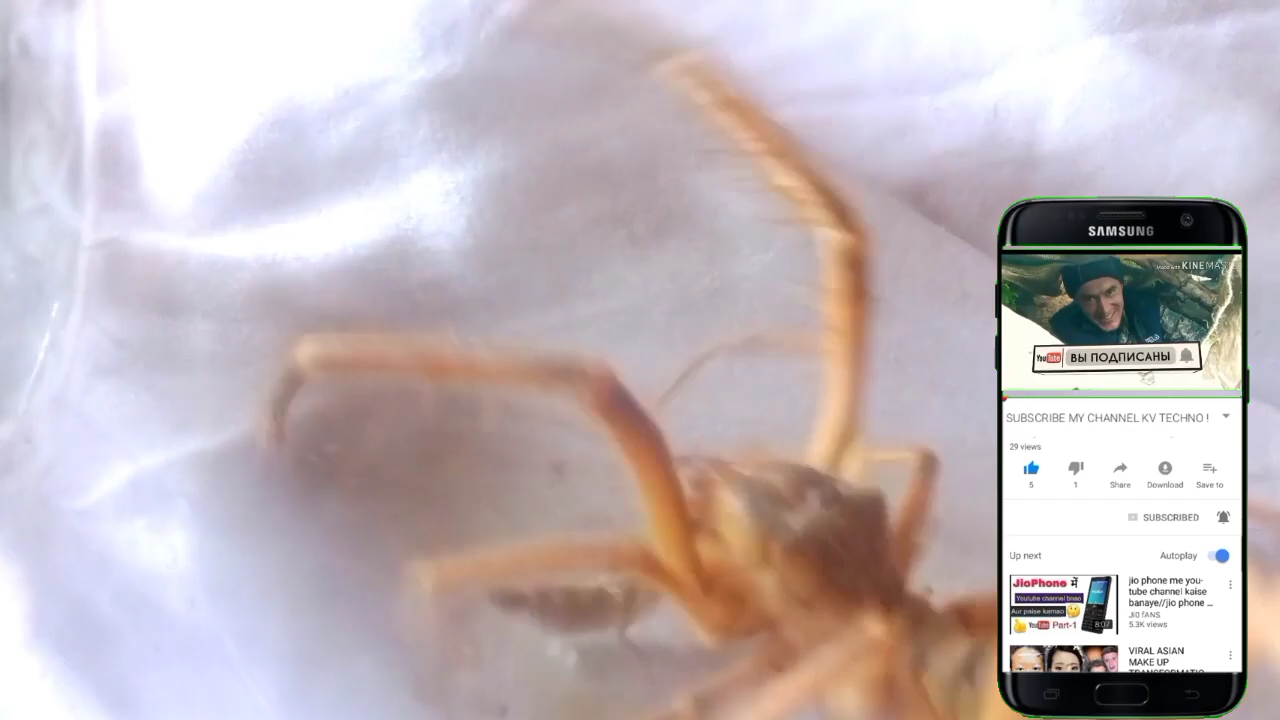 SAMSUNG
Made with KINEMAST
YouTube ВЫ ПОДПИСАНЫ
SUBSCRIBE MY CHANNEL KV TECHNO !
29 views
5 1 Share Download Save to
SUBSCRIBED
Up next Autoplay
JioPhone में
Youtube channel bnao
Aur paise kamao
YouTube Part-1
8:07
jio phone me you-
tube channel kaise
banaye//jio phone ...
JIO fANS
5.3K views
VIRAL ASIAN
MAKE UP
TRANSFORMATIO